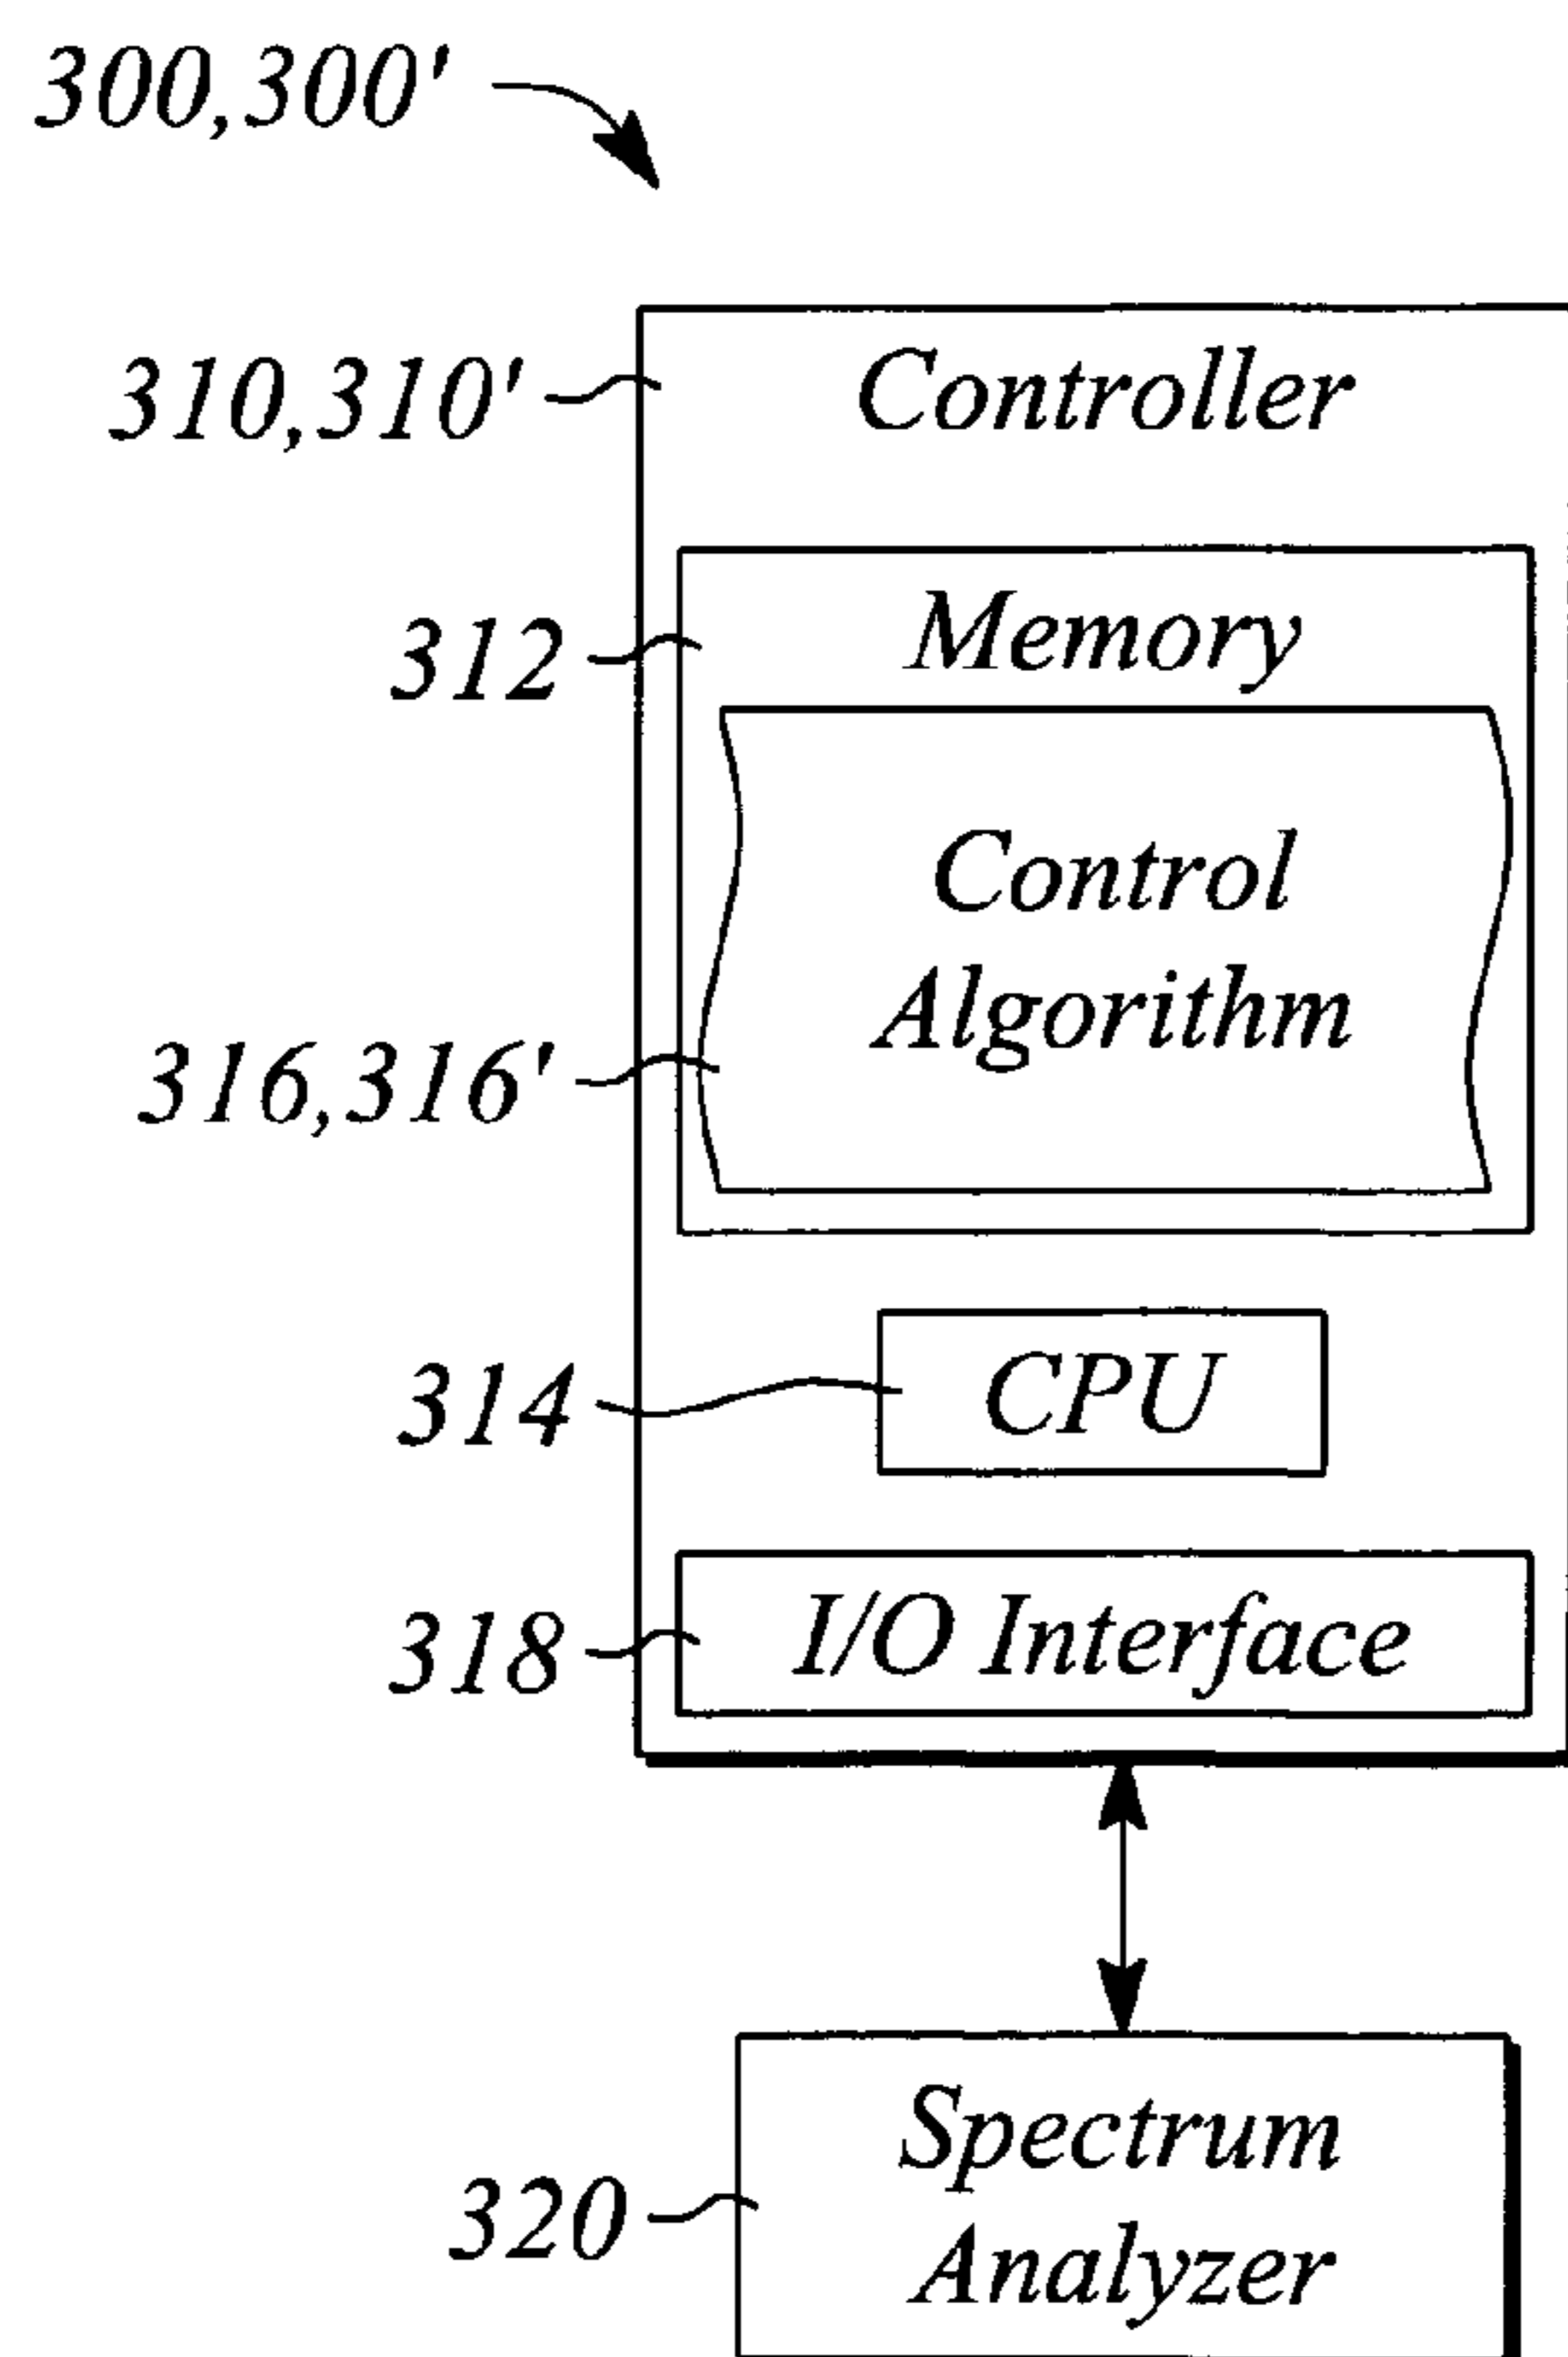 300,300'
310,310'
Controller
312
Memory
Control
Algorithm
316,316'
314
CPU
318
I/O Interface
320
Spectrum
Analyzer